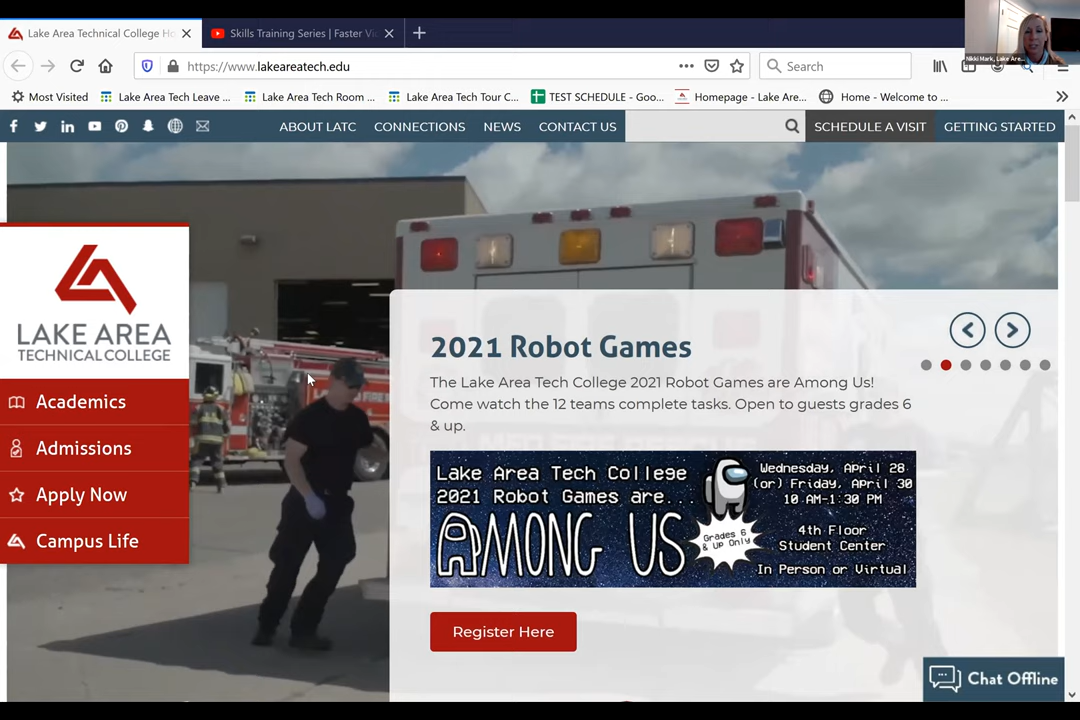 Lake Area Technical College Ho
Skills Training Series | Faster Vi
https://www.lakeareatech.edu
Search
Nikki Mark, Lake Are...
Most Visited
Lake Area Tech Leave ...
Lake Area Tech Room ...
Lake Area Tech Tour C...
TEST SCHEDULE - Goo...
Homepage - Lake Are...
Home - Welcome to ...
ABOUT LATC
CONNECTIONS
NEWS
CONTACT US
SCHEDULE A VISIT
GETTING STARTED
LAKE AREA
TECHNICAL COLLEGE
Academics
Admissions
Apply Now
Campus Life
2021 Robot Games
The Lake Area Tech College 2021 Robot Games are Among Us!
Come watch the 12 teams complete tasks. Open to guests grades 6
& up.
Lake Area Tech College
2021 Robot Games are...
AMONG US
Grades 6
& Up Only
Wednesday, April 28
(or) Friday, April 30
10 AM-1:30 PM
4th Floor
Student Center
In Person or Virtual
Register Here
Chat Offline